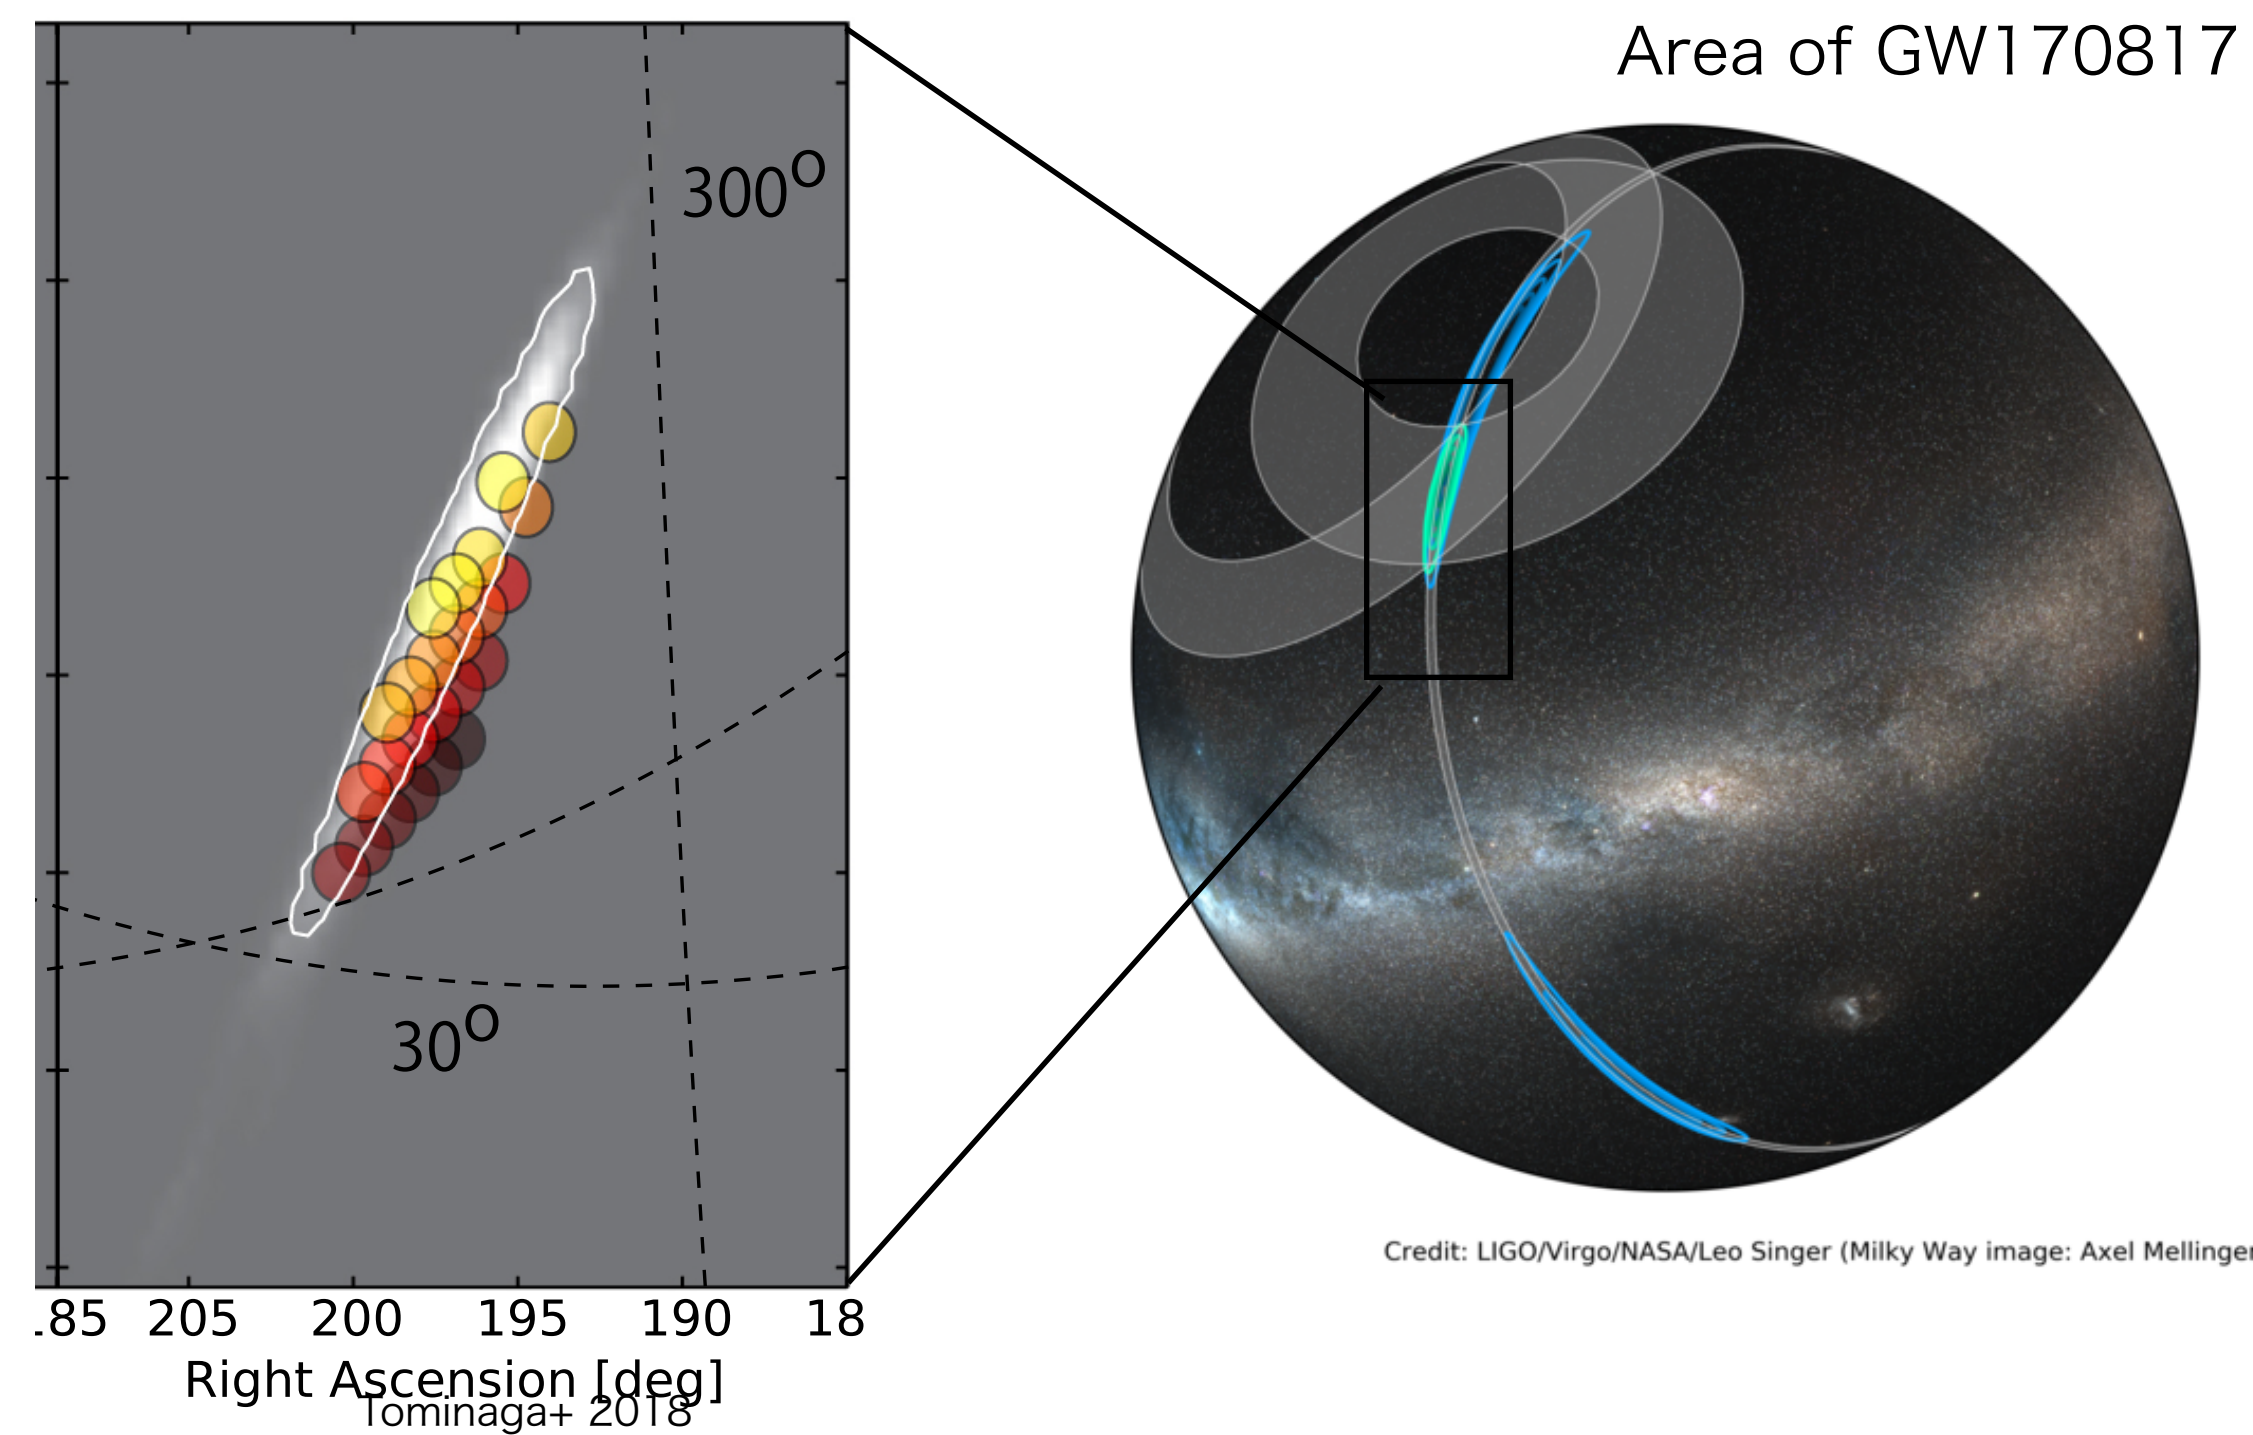 Area of GW170817
300°
30°
.85 205 200 195 190 18
Right Ascension [deg]
Tominaga+ 2018
Credit: LIGO/Virgo/NASA/Leo Singer (Milky Way image: Axel Mellinger